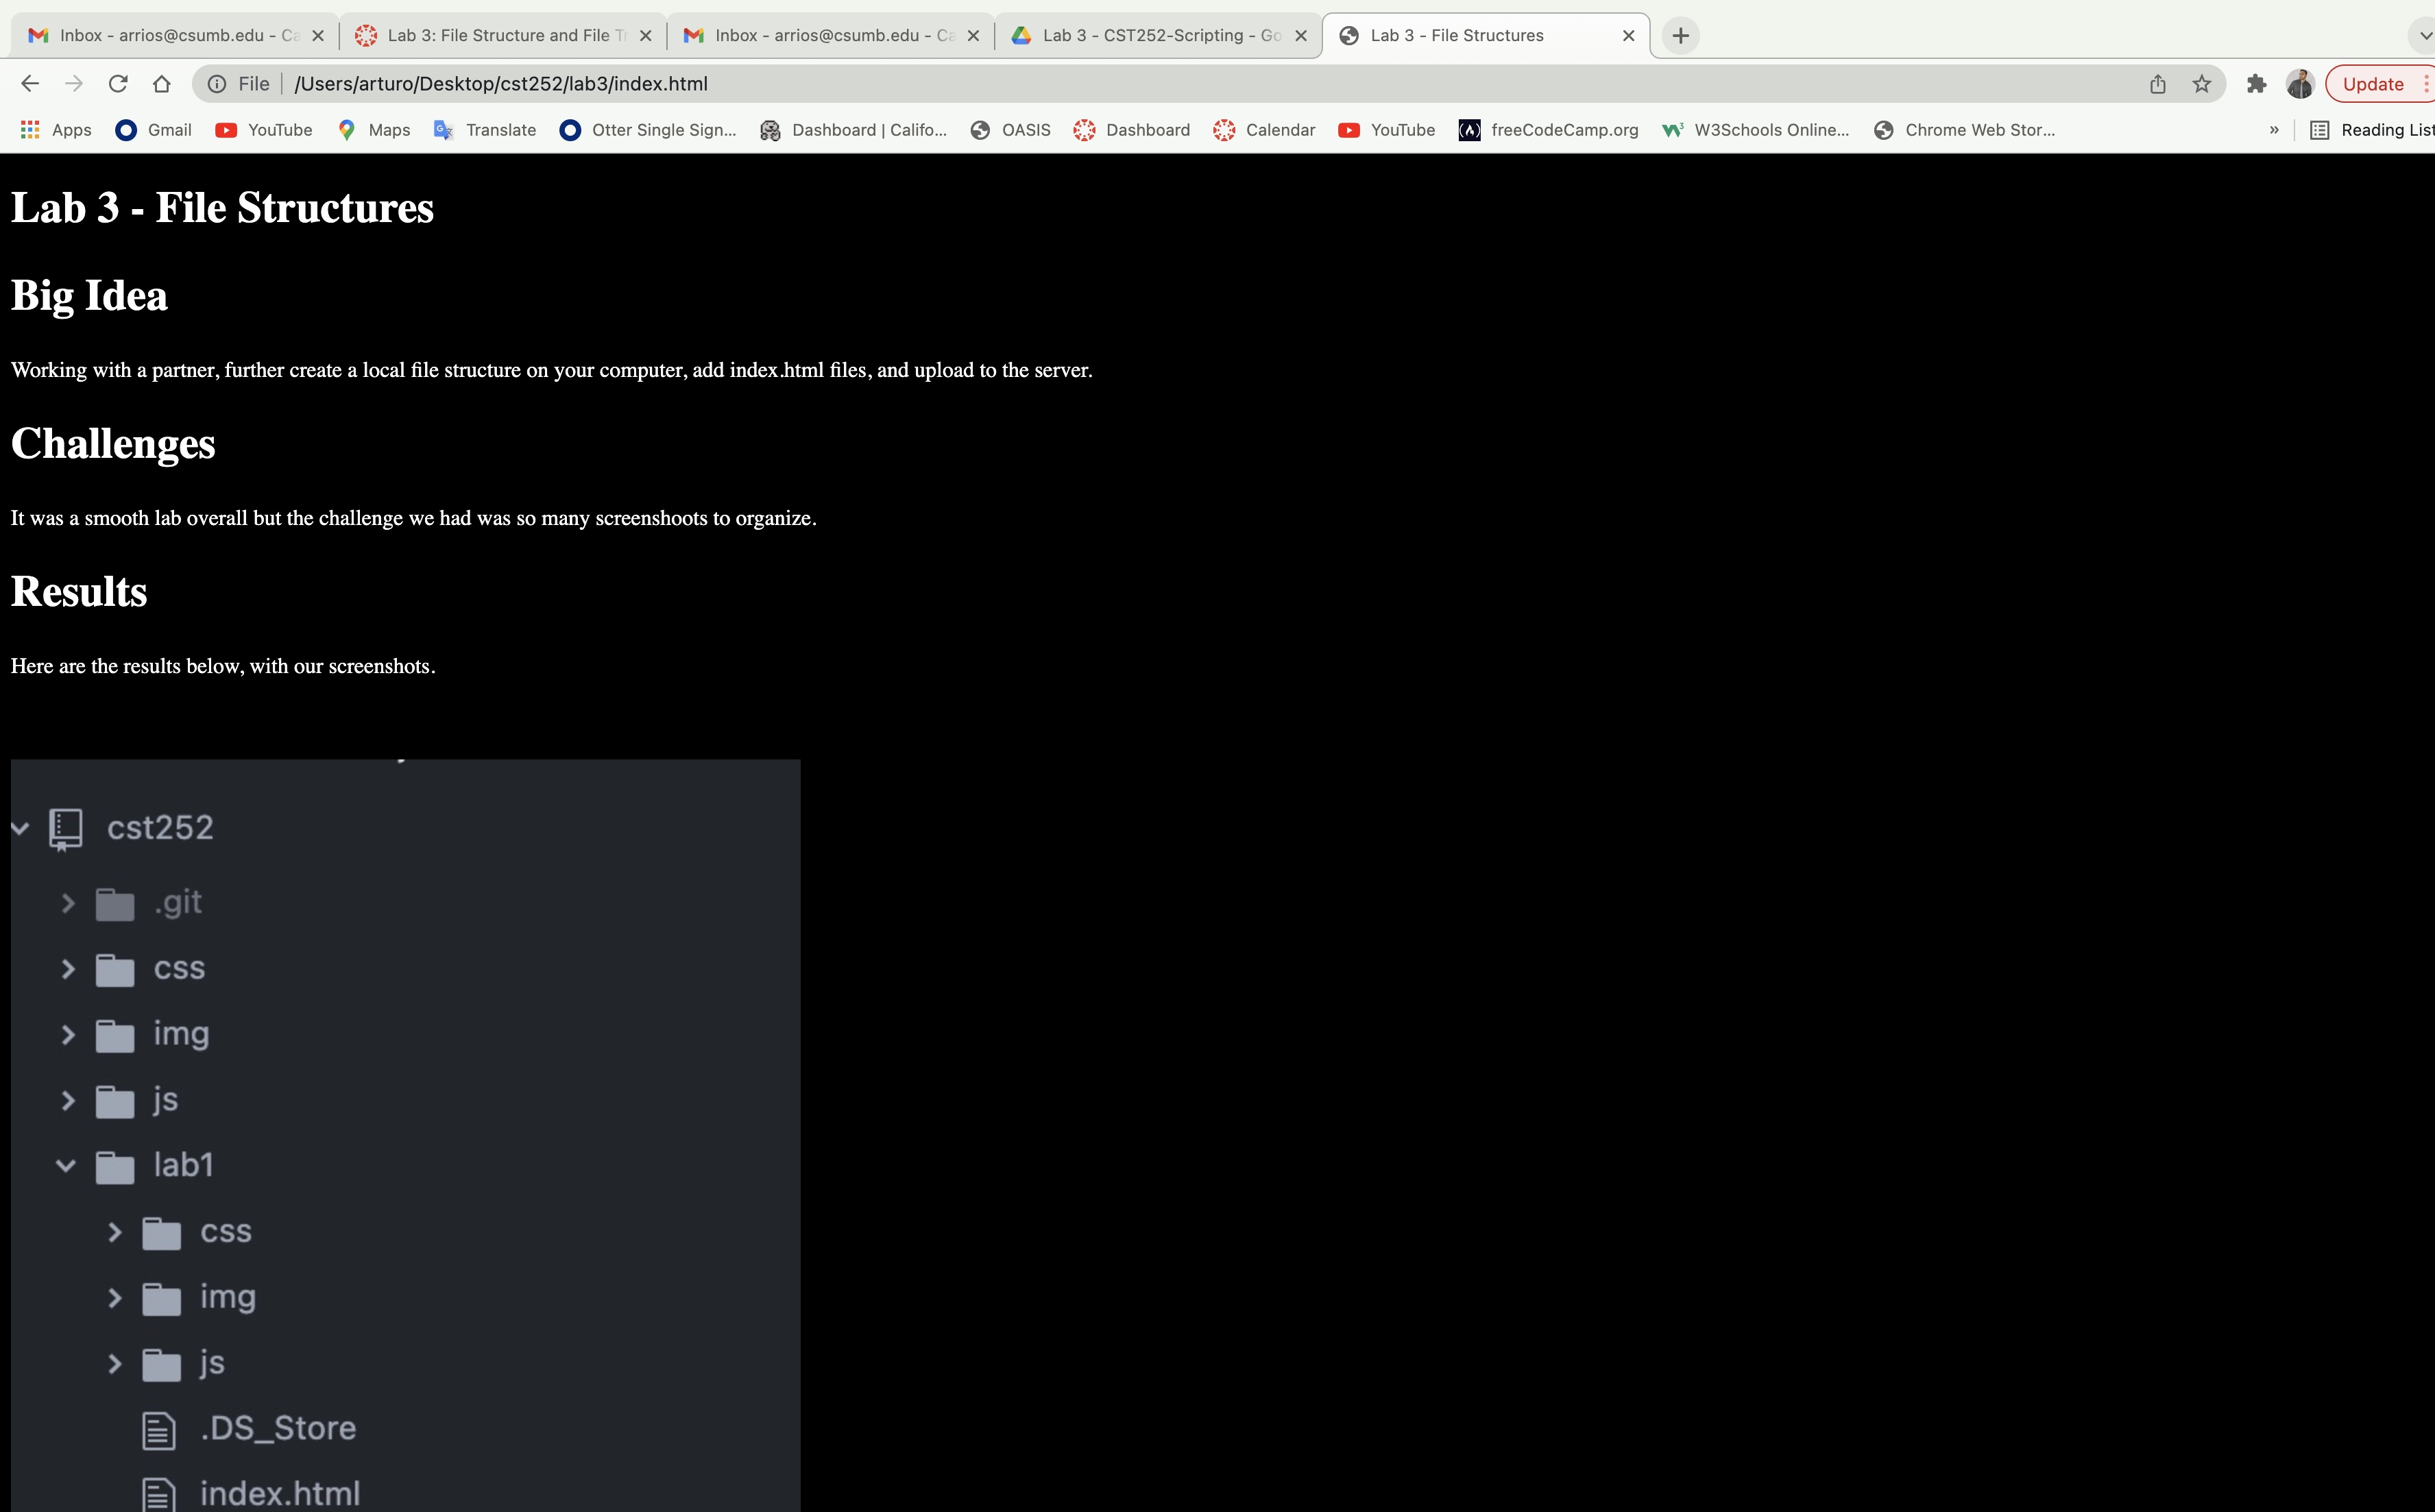 Inbox - arrios@csumb.edu - Ca
Lab 3: File Structure and File Tr
Inbox - arrios@csumb.edu - Ca
Lab 3 - CST252-Scripting - Go
Lab 3 - File Structures
File /Users/arturo/Desktop/cst252/lab3/index.html
Update
Apps Gmail YouTube Maps Translate Otter Single Sign... Dashboard | Califo... OASIS Dashboard Calendar YouTube freeCodeCamp.org W3Schools Online... Chrome Web Stor... » Reading List
Lab 3 - File Structures
Big Idea
Working with a partner, further create a local file structure on your computer, add index.html files, and upload to the server.
Challenges
It was a smooth lab overall but the challenge we had was so many screenshoots to organize.
Results
Here are the results below, with our screenshots.
cst252
.git
css
img
js
lab1
css
img
js
.DS_Store
index.html